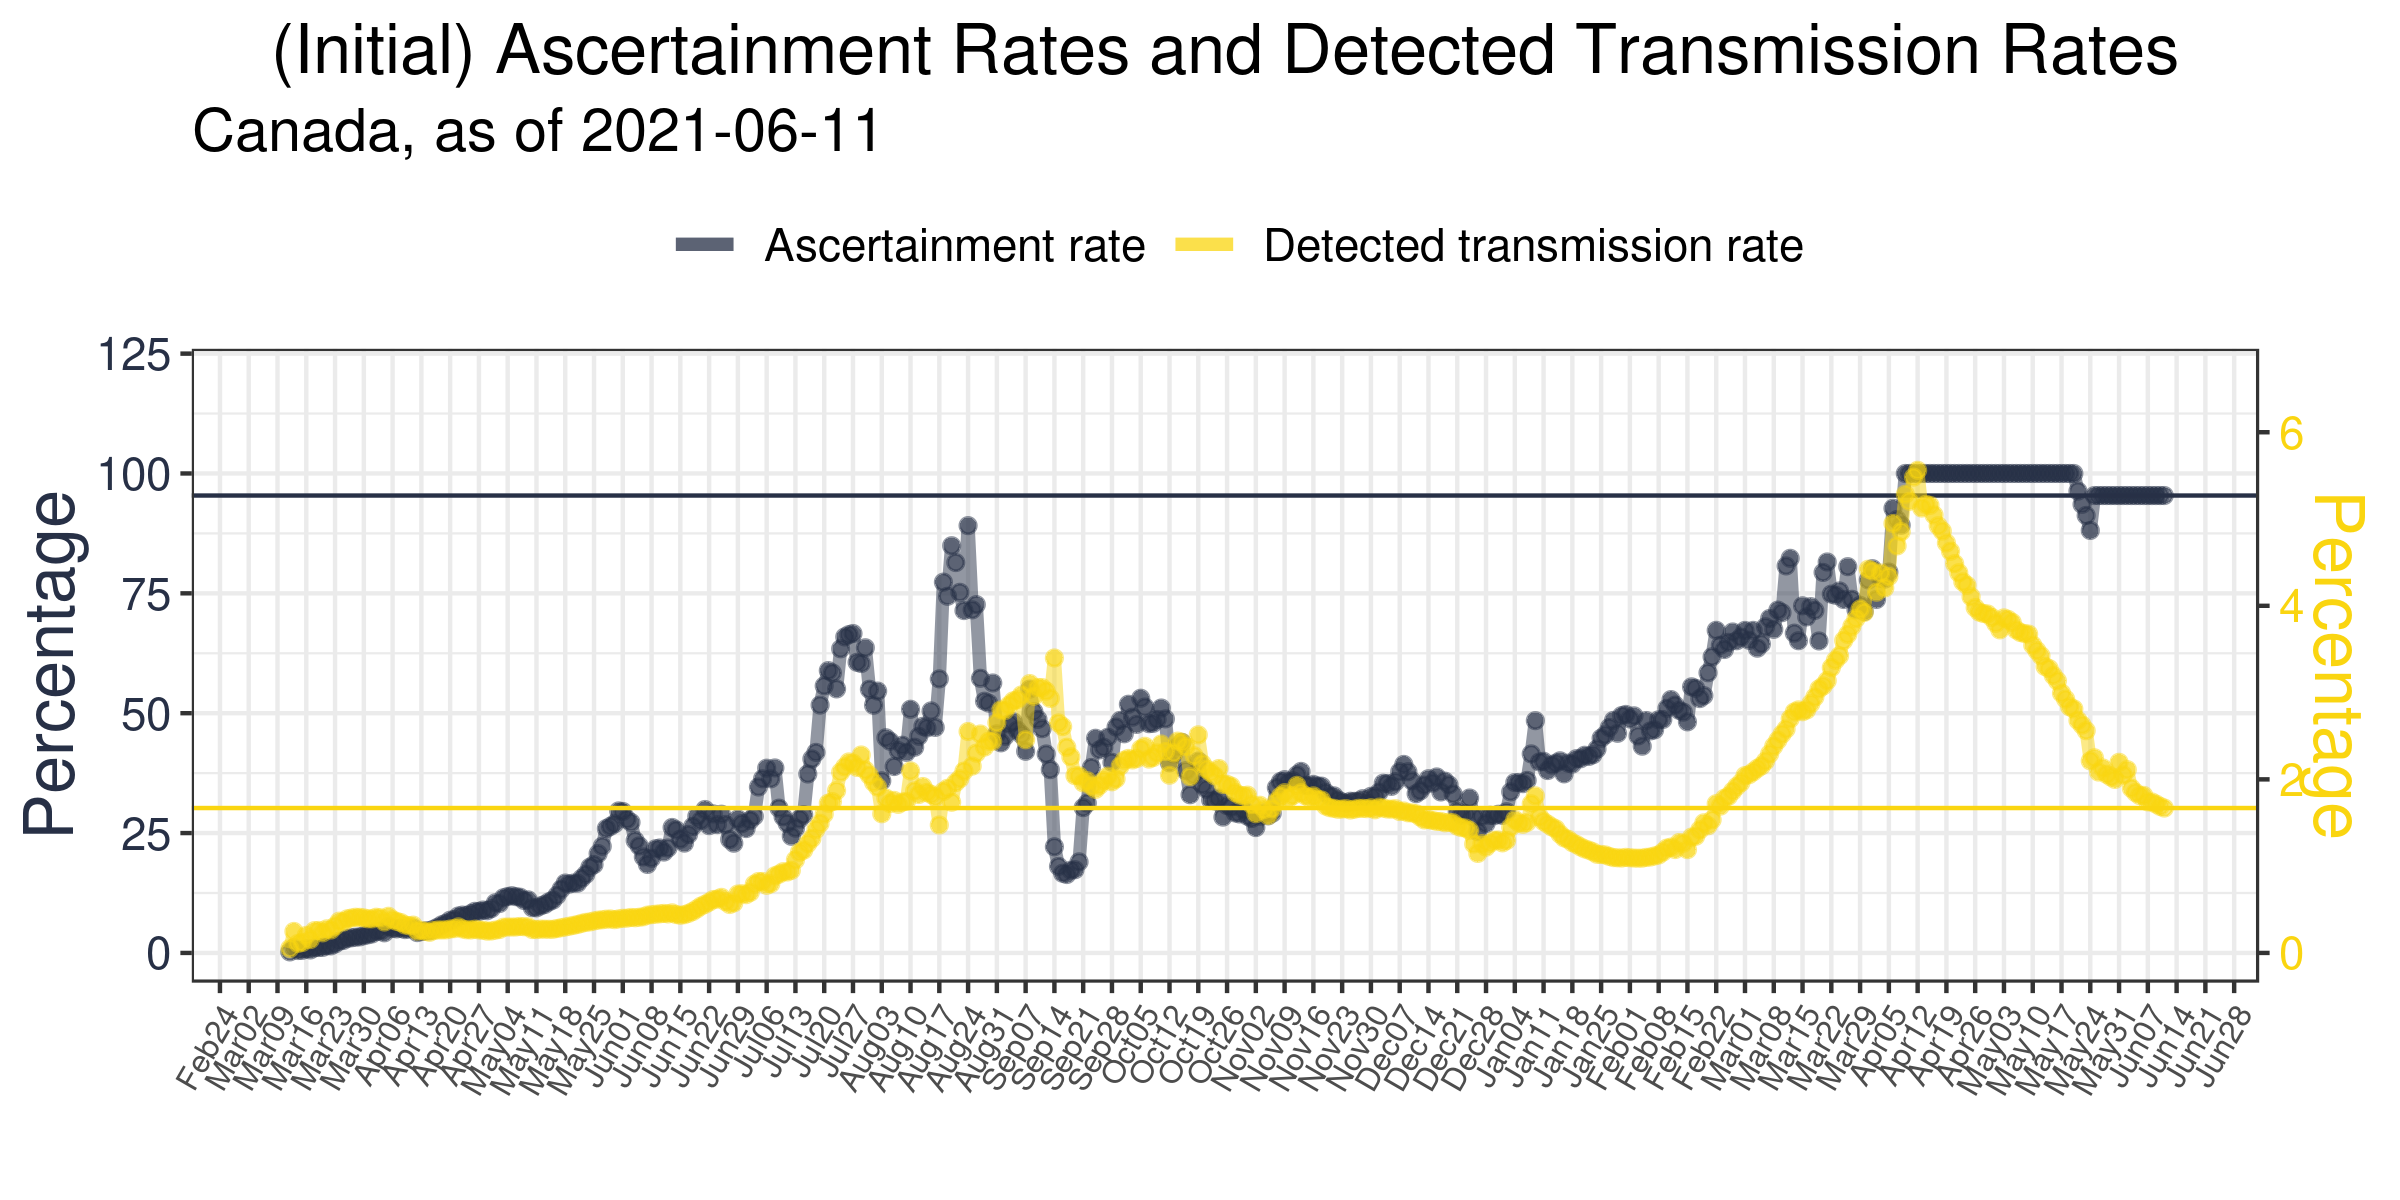 (Initial) Ascertainment Rates and Detected Transmission Rates
Canada, as of 2021-06-11
Ascertainment rate Detected transmission rate
Percentage
125
100
75
50
25
0
6
4
2
0
Percentage
Feb24 Mar02 Mar09 Mar16 Mar23 Mar30 Apr06 Apr13 Apr20 Apr27 May04 May11 May18 May25 Jun01 Jun08 Jun15 Jun22 Jun29 Jul06 Jul13 Jul20 Jul27 Aug03 Aug10 Aug17 Aug24 Aug31 Sep07 Sep14 Sep21 Sep28 Oct05 Oct12 Oct19 Oct26 Nov02 Nov09 Nov16 Nov23 Nov30 Dec07 Dec14 Dec21 Dec28 Jan04 Jan11 Jan18 Jan25 Feb01 Feb08 Feb15 Feb22 Mar01 Mar08 Mar15 Mar22 Mar29 Apr05 Apr12 Apr19 Apr26 May03 May10 May17 May24 May31 Jun07 Jun14 Jun21 Jun28